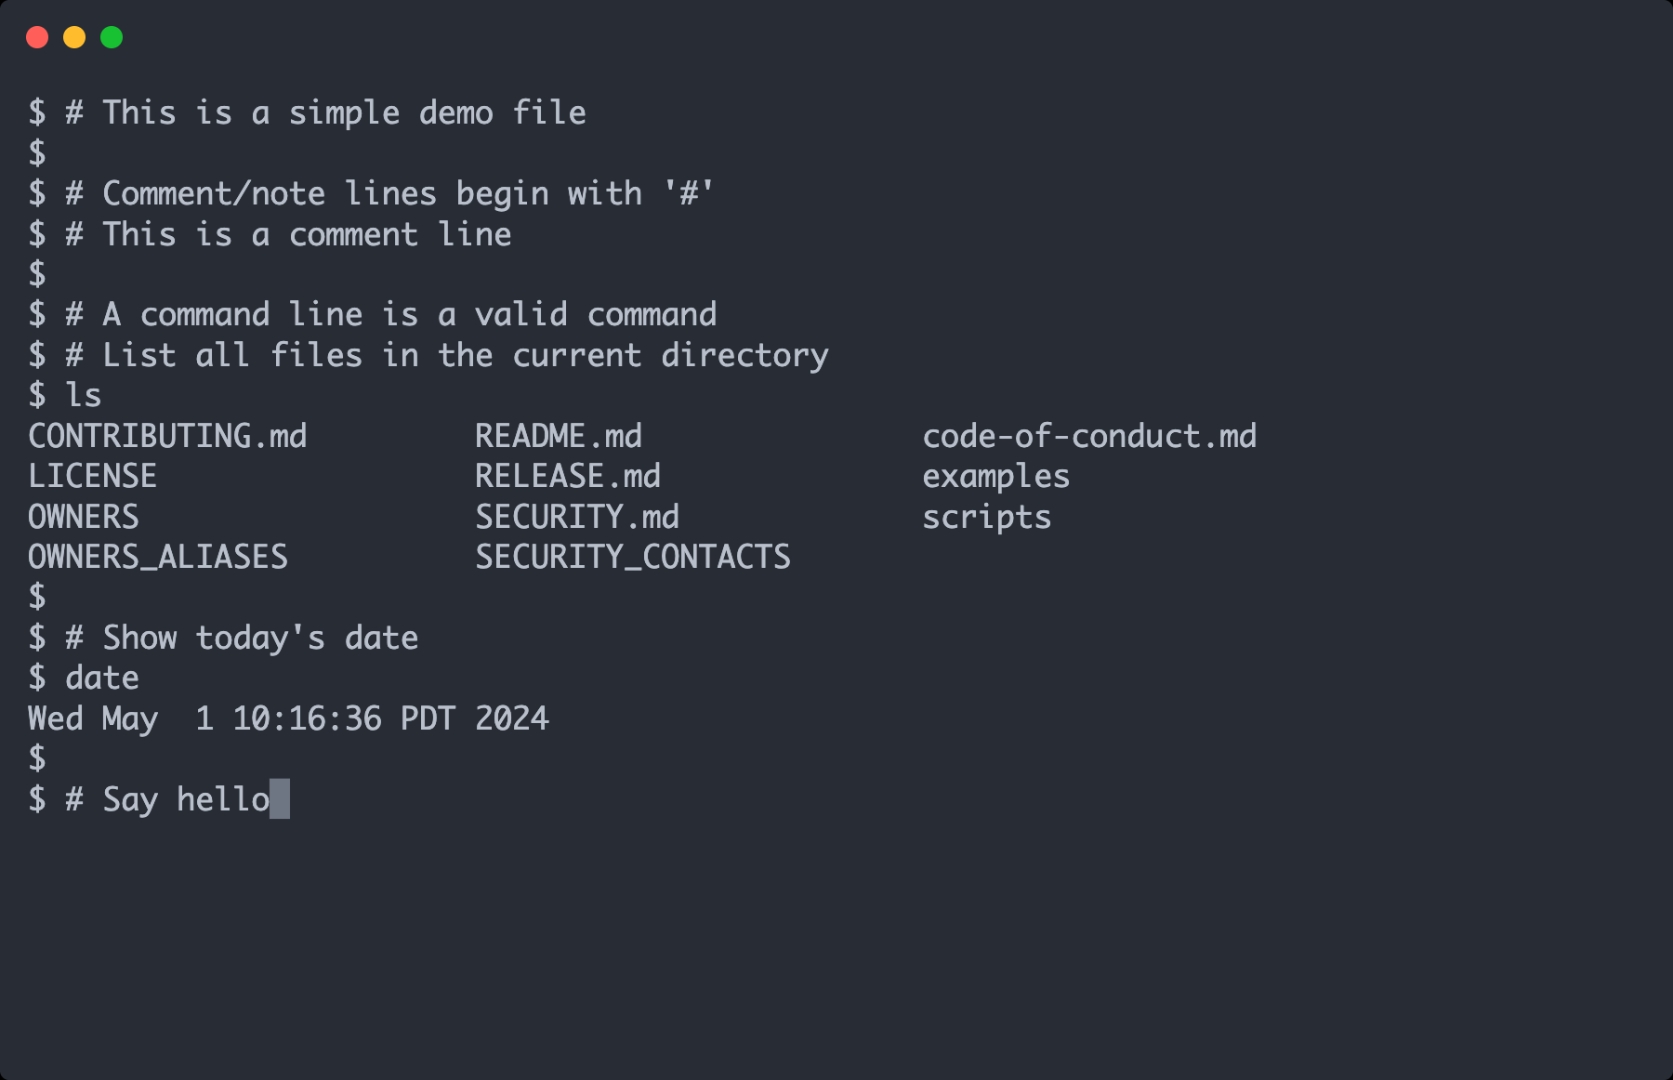 $ # This is a simple demo file
$
$ # Comment/note lines begin with '#'
$ # This is a comment line
$
$ # A command line is a valid command
$ # List all files in the current directory
$ ls
CONTRIBUTING.md         README.md               code-of-conduct.md
LICENSE                 RELEASE.md              examples
OWNERS                  SECURITY.md             scripts
OWNERS_ALIASES          SECURITY_CONTACTS
$
$ # Show today's date
$ date
Wed May  1 10:16:36 PDT 2024
$
$ # Say hello